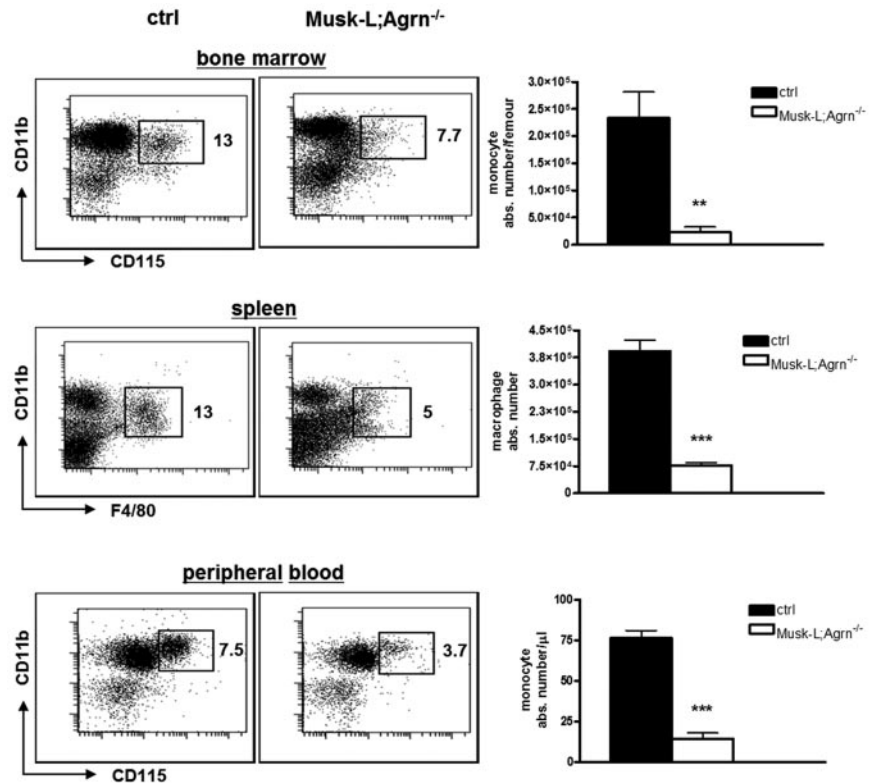 ctrl Musk-L;Agrn-/-
bone marrow
CD11b
13
7.7
CD115
monocyte
abs. number/femour
3.0×10⁵
2.5×10⁵
2.0×10⁵
1.5×10⁵
1.0×10⁵
5.0×10⁴
0
**
ctrl
Musk-L;Agrn-/-
spleen
CD11b
13
5
F4/80
macrophage
abs. number
4.5×10⁵
3.8×10⁵
3.0×10⁵
2.3×10⁵
1.5×10⁵
7.5×10⁴
0
***
ctrl
Musk-L;Agrn-/-
peripheral blood
CD11b
7.5
3.7
CD115
monocyte
abs. number/µl
100
75
50
25
0
***
ctrl
Musk-L;Agrn-/-